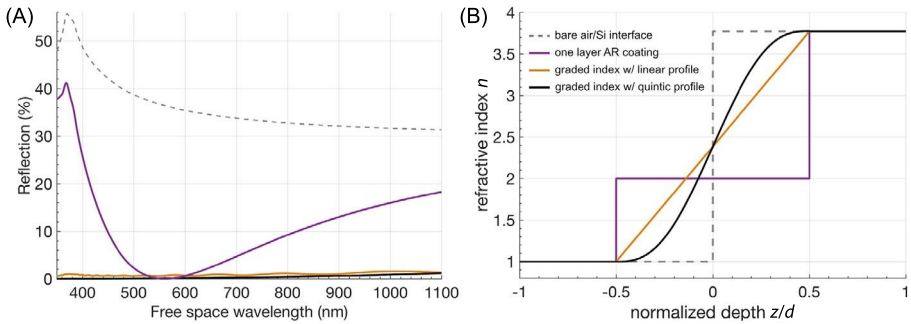 (A)
50
40
30
20
10
0
Reflection (%)
400 500 600 700 800 900 1000 1100
Free space wavelength (nm)
(B)
4
3.5
3
2.5
2
1.5
1
refractive index n
bare air/Si interface
one layer AR coating
graded index w/ linear profile
graded index w/ quintic profile
-1 -0.5 0 0.5 1
normalized depth z/d